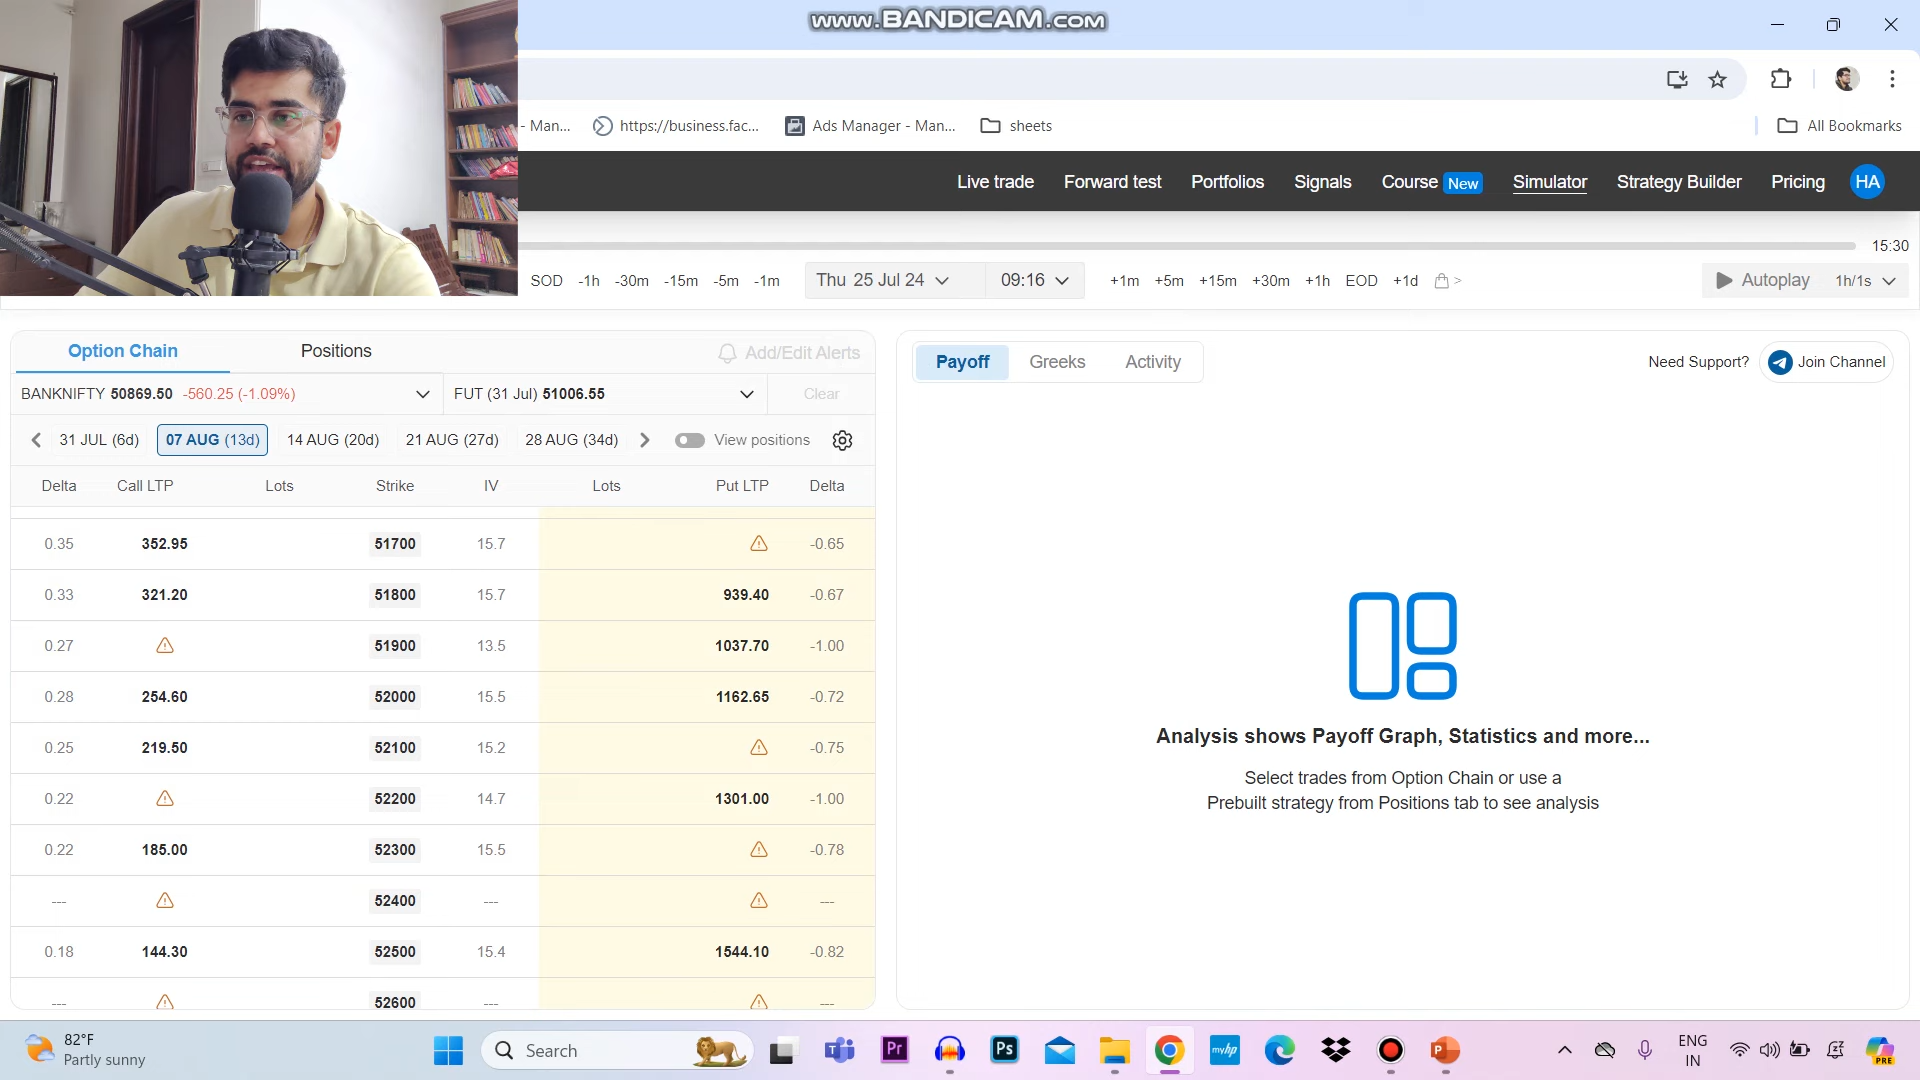 www.BANDICAM.com
- Man... https://business.fac... Ads Manager - Man... sheets All Bookmarks
Live trade Forward test Portfolios Signals Course New Simulator Strategy Builder Pricing HA
15:30
SOD -1h -30m -15m -5m -1m Thu 25 Jul 24 09:16 +1m +5m +15m +30m +1h EOD +1d > Autoplay 1h/1s
Option Chain Positions Add/Edit Alerts
BANKNIFTY 50869.50 -560.25 (-1.09%) FUT (31 Jul) 51006.55 Clear
31 JUL (6d) 07 AUG (13d) 14 AUG (20d) 21 AUG (27d) 28 AUG (34d) View positions
Delta Call LTP Lots Strike IV Lots Put LTP Delta
0.35 352.95 51700 15.7 -0.65
0.33 321.20 51800 15.7 939.40 -0.67
0.27 51900 13.5 1037.70 -1.00
0.28 254.60 52000 15.5 1162.65 -0.72
0.25 219.50 52100 15.2 -0.75
0.22 52200 14.7 1301.00 -1.00
0.22 185.00 52300 15.5 -0.78
--- 52400 --- ---
0.18 144.30 52500 15.4 1544.10 -0.82
--- 52600 --- ---
Payoff Greeks Activity Need Support? Join Channel
Analysis shows Payoff Graph, Statistics and more...
Select trades from Option Chain or use a
Prebuilt strategy from Positions tab to see analysis
82°F
Partly sunny
Search
Pr
Ps
myhp
P
ENG
IN
PRE